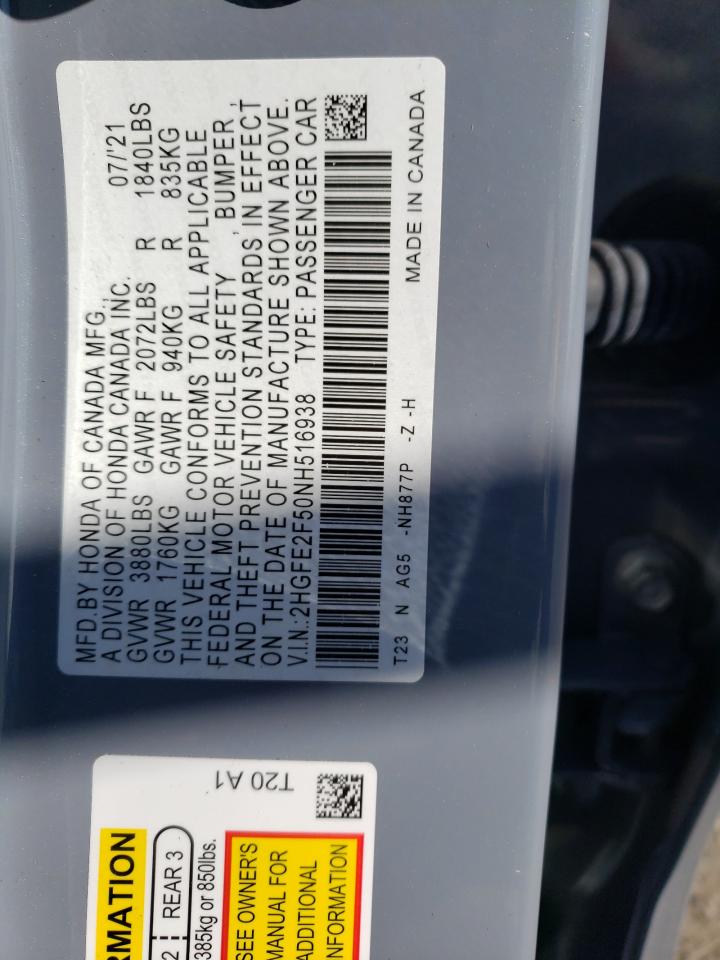 MFD.BY HONDA OF CANADA MFG., 07/'21
A DIVISION OF HONDA CANADA INC.
GVWR 3880LBS GAWR F 2072LBS R 1840LBS
GVWR 1760KG GAWR F 940KG R 835KG
THIS VEHICLE CONFORMS TO ALL APPLICABLE
FEDERAL MOTOR VEHICLE SAFETY , BUMPER ,
AND THEFT PREVENTION STANDARDS IN EFFECT
ON THE DATE OF MANUFACTURE SHOWN ABOVE.
V.I.N.:2HGFE2F50NH516938 TYPE: PASSENGER CAR
T23 N AG5 -NH877P -Z -H MADE IN CANADA
T20 A1
RMATION
2 REAR 3
385kg or 850lbs.
SEE OWNER'S
MANUAL FOR
ADDITIONAL
INFORMATION